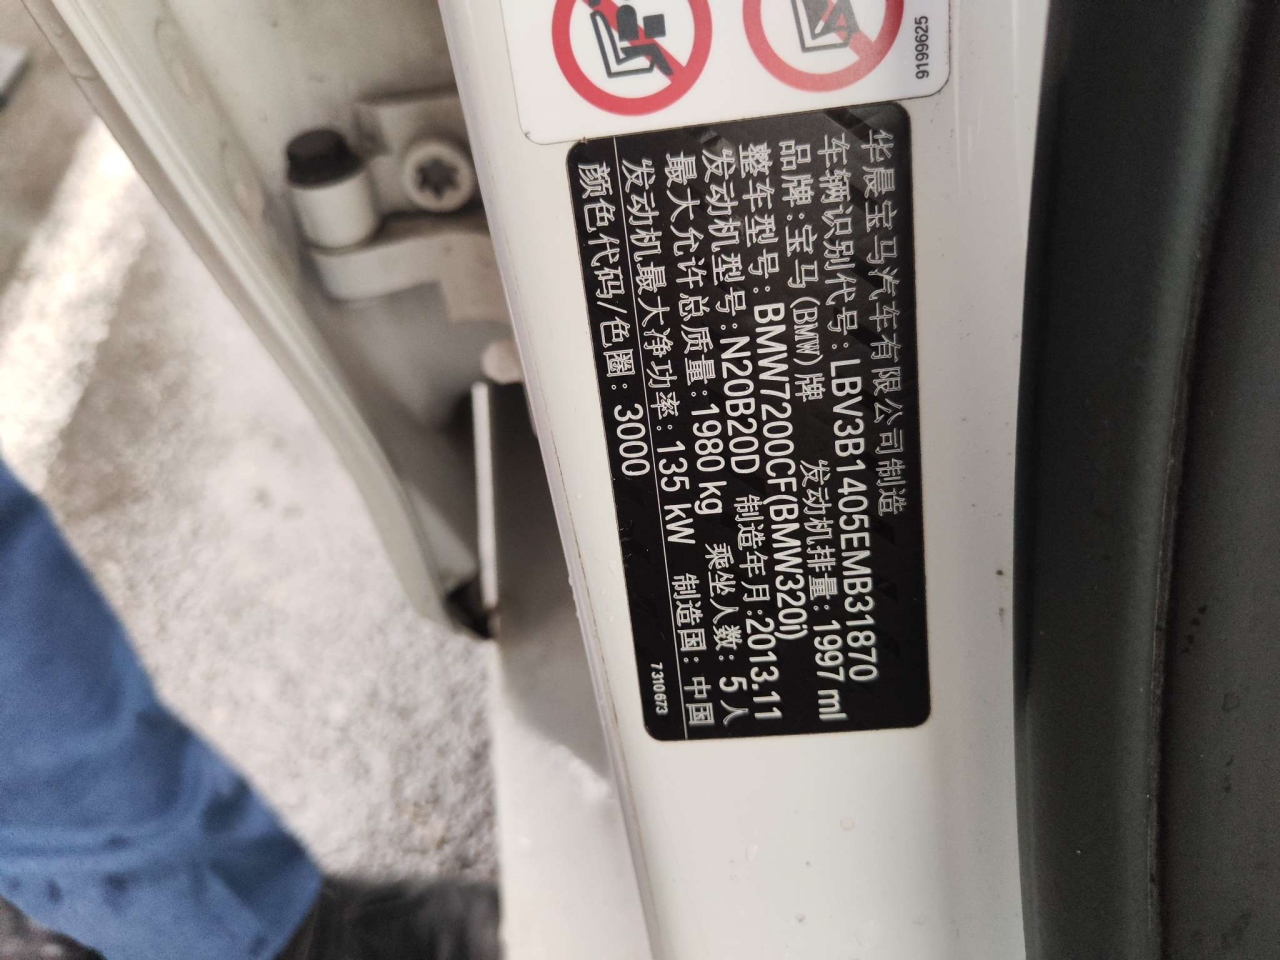 9199625
华晨宝马汽车有限公司制造
车辆识别代号: LBV3B1405EMB31870
品牌:宝马(BMW)牌 发动机排量: 1997 ml
整车型号: BMW7200CF(BMW320i)
发动机型号: N20B20D 制造年月:2013.11
最大允许总质量: 1980 kg 乘坐人数: 5 人
发动机最大净功率: 135 kW 制造国: 中国
颜色代码/色圈: 3000 7310673